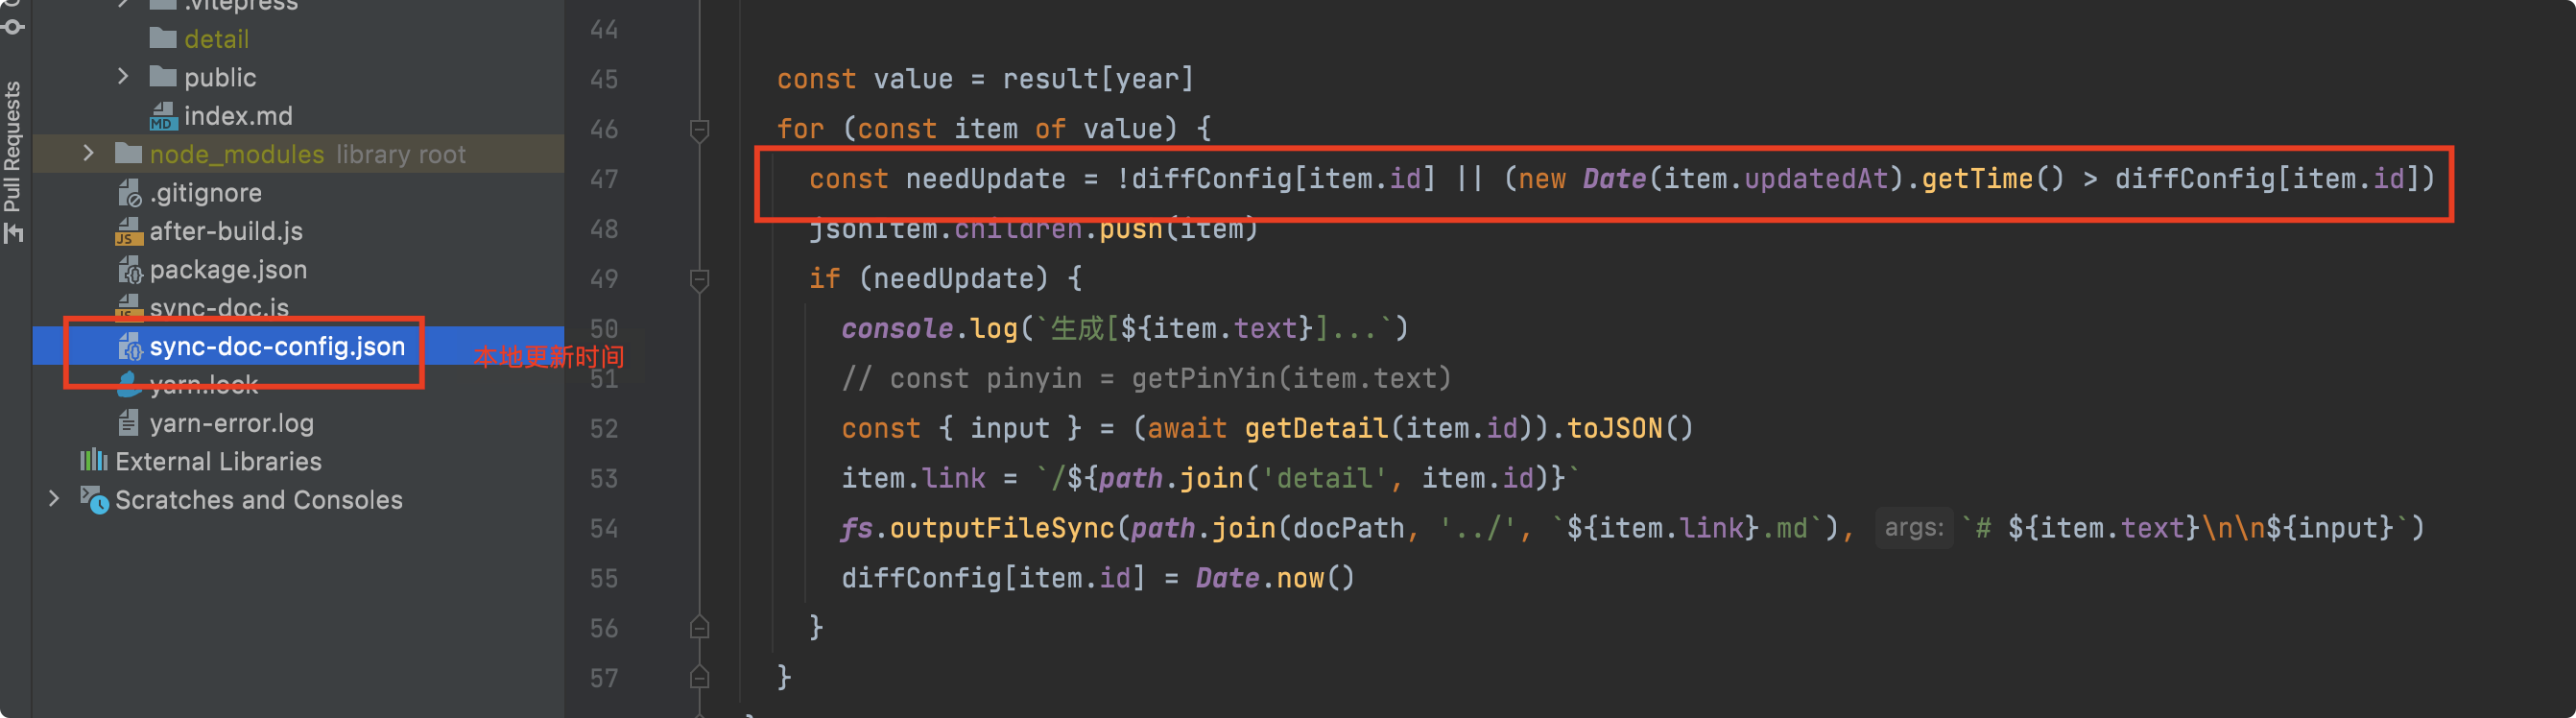 Pull Requests
.vitepress
detail
public
index.md
node_modules library root
.gitignore
after-build.js
package.json
sync-doc.js
sync-doc-config.json
本地更新时间
yarn.lock
yarn-error.log
External Libraries
Scratches and Consoles
44
45 const value = result[year]
46 for (const item of value) {
47 const needUpdate = !diffConfig[item.id] || (new Date(item.updatedAt).getTime() > diffConfig[item.id])
48 jsonItem.children.push(item)
49 if (needUpdate) {
50 console.log(`生成[${item.text}]...`)
51 // const pinyin = getPinYin(item.text)
52 const { input } = (await getDetail(item.id)).toJSON()
53 item.link = `/${path.join('detail', item.id)}`
54 fs.outputFileSync(path.join(docPath, '../', `${item.link}.md`), args: `# ${item.text}\n\n${input}`)
55 diffConfig[item.id] = Date.now()
56 }
57 }